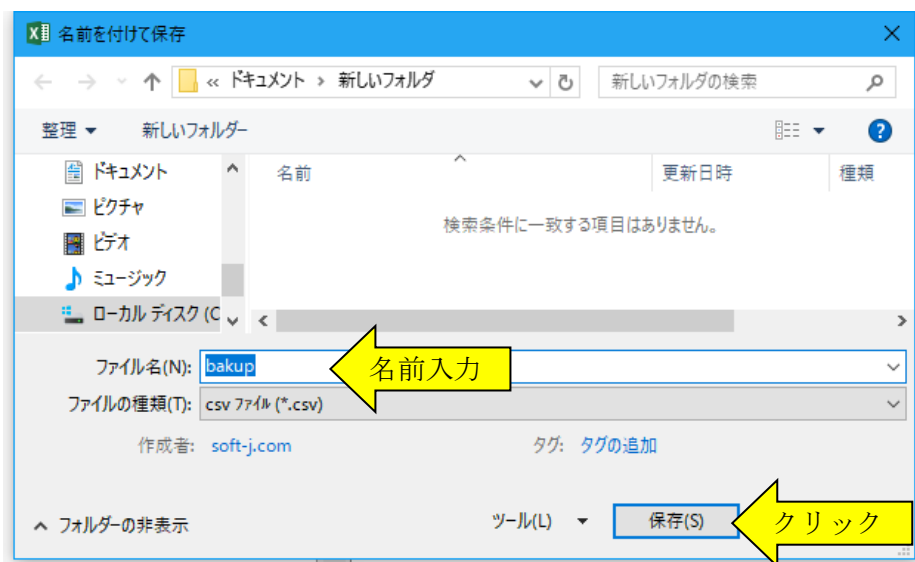 名前を付けて保存
« ドキュメント › 新しいフォルダ
新しいフォルダの検索
整理
新しいフォルダー
ドキュメント
ピクチャ
ビデオ
ミュージック
ローカル ディスク (C
名前
更新日時
種類
検索条件に一致する項目はありません。
ファイル名(N): bakup
名前入力
ファイルの種類(T): csv ファイル (*.csv)
作成者: soft-j.com
タグ: タグの追加
フォルダーの非表示
ツール(L)
保存(S)
クリック